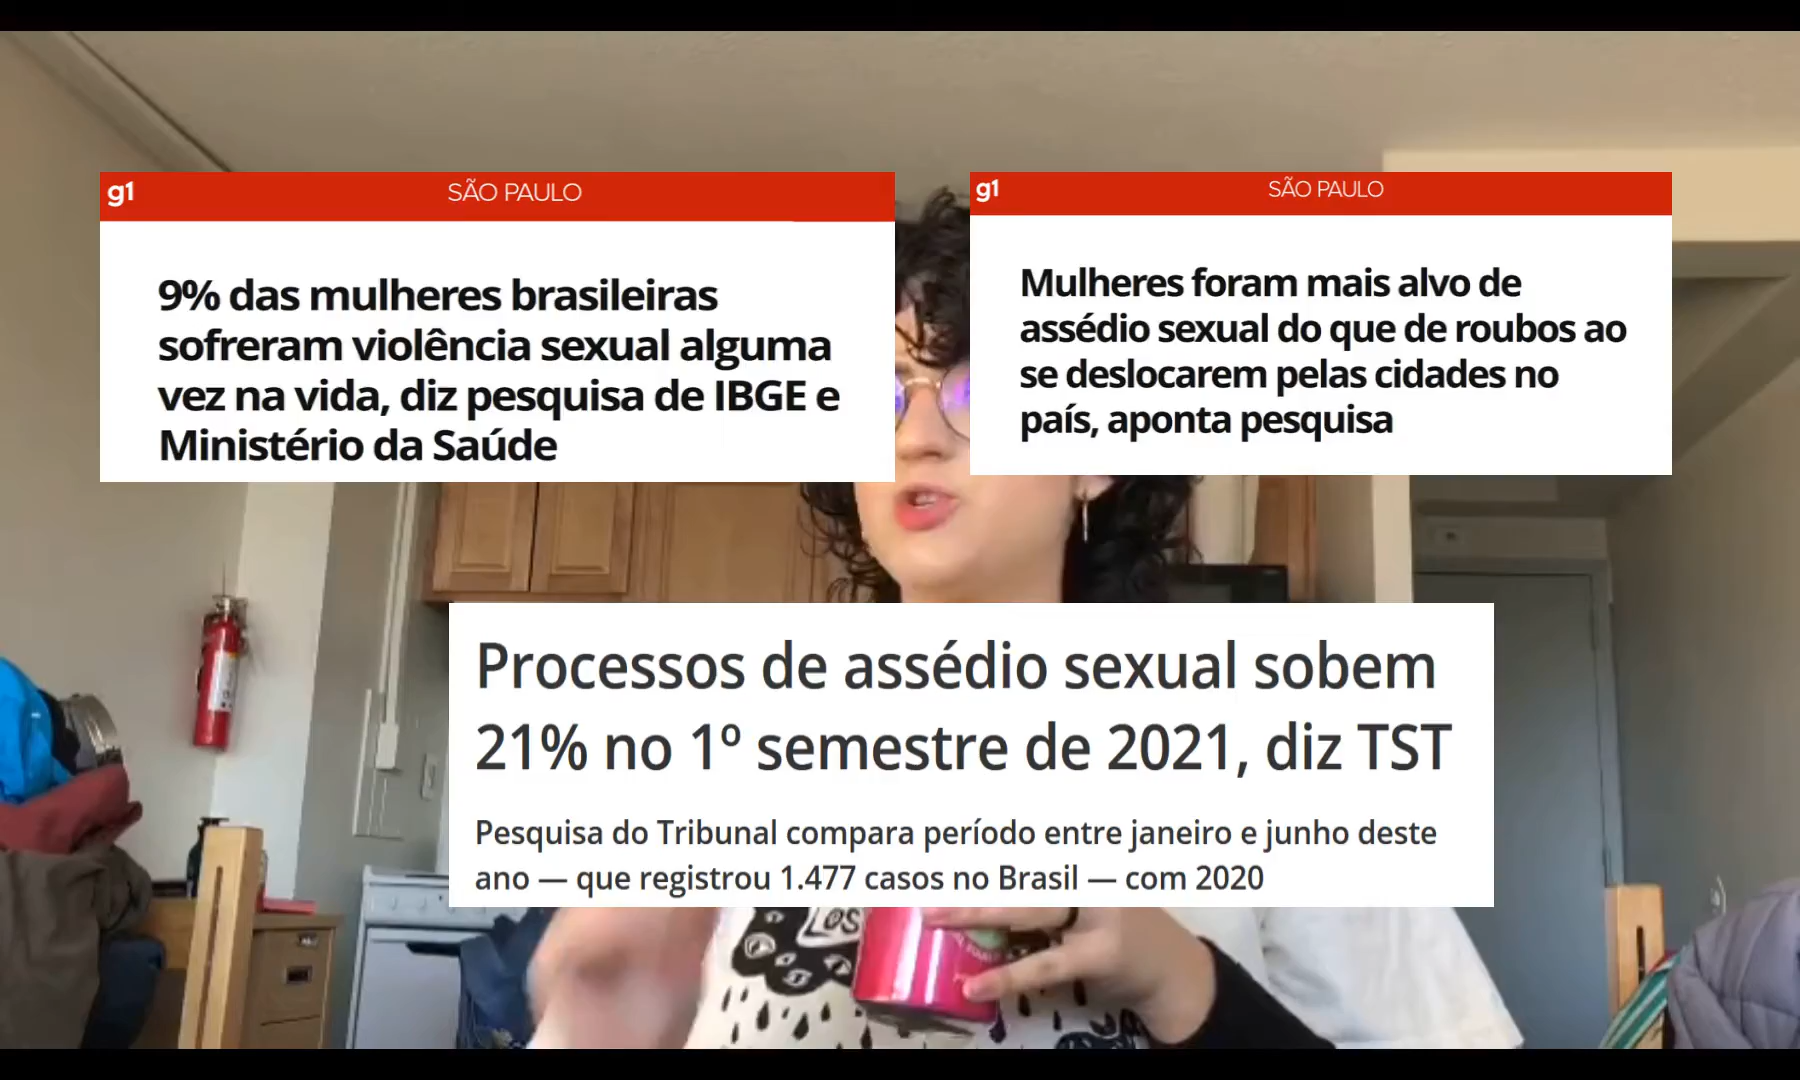 g1
SÃO PAULO
9% das mulheres brasileiras
sofreram violência sexual alguma
vez na vida, diz pesquisa de IBGE e
Ministério da Saúde
g1
SÃO PAULO
Mulheres foram mais alvo de
assédio sexual do que de roubos ao
se deslocarem pelas cidades no
país, aponta pesquisa
Processos de assédio sexual sobem
21% no 1º semestre de 2021, diz TST
Pesquisa do Tribunal compara período entre janeiro e junho deste
ano — que registrou 1.477 casos no Brasil — com 2020
LOS